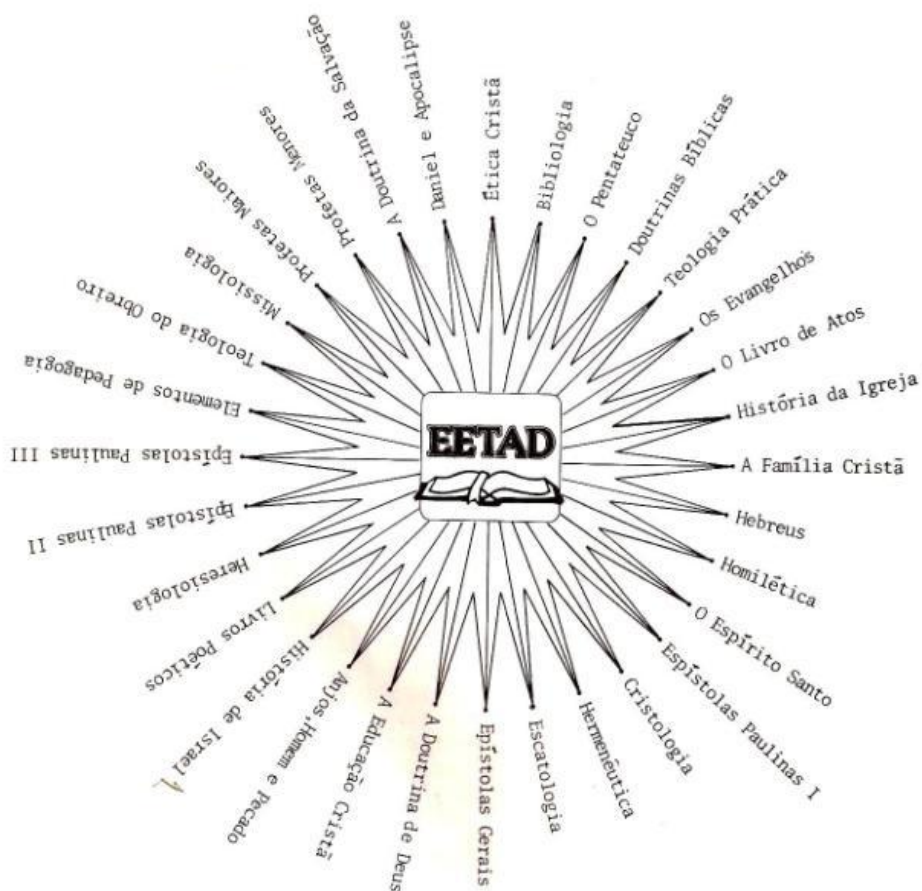 Ética Cristã
Bibliologia
O Pentateuco
Doutrinas Bíblicas
Teologia Prática
Os Evangelhos
O Livro de Atos
História da Igreja
A Família Cristã
Hebreus
Homilética
O Espírito Santo
Espístolas Paulinas I
Cristologia
Hermenéutica
Escatologia
Epístolas Gerais
A Doutrina de Deus
A Educação Cristã
Anjos,Homem e Pecado
História de Israel
Livros Poéticos
Heresiologia
Epístolas Paulinas II
Epístolas Paulinas III
Elementos de Pedagogia
Teologia do Obreiro
Missiologia
Profetas Maiores
Profetas Menores
A Doutrina da Salvação
Daniel e Apocalipse
EETAD